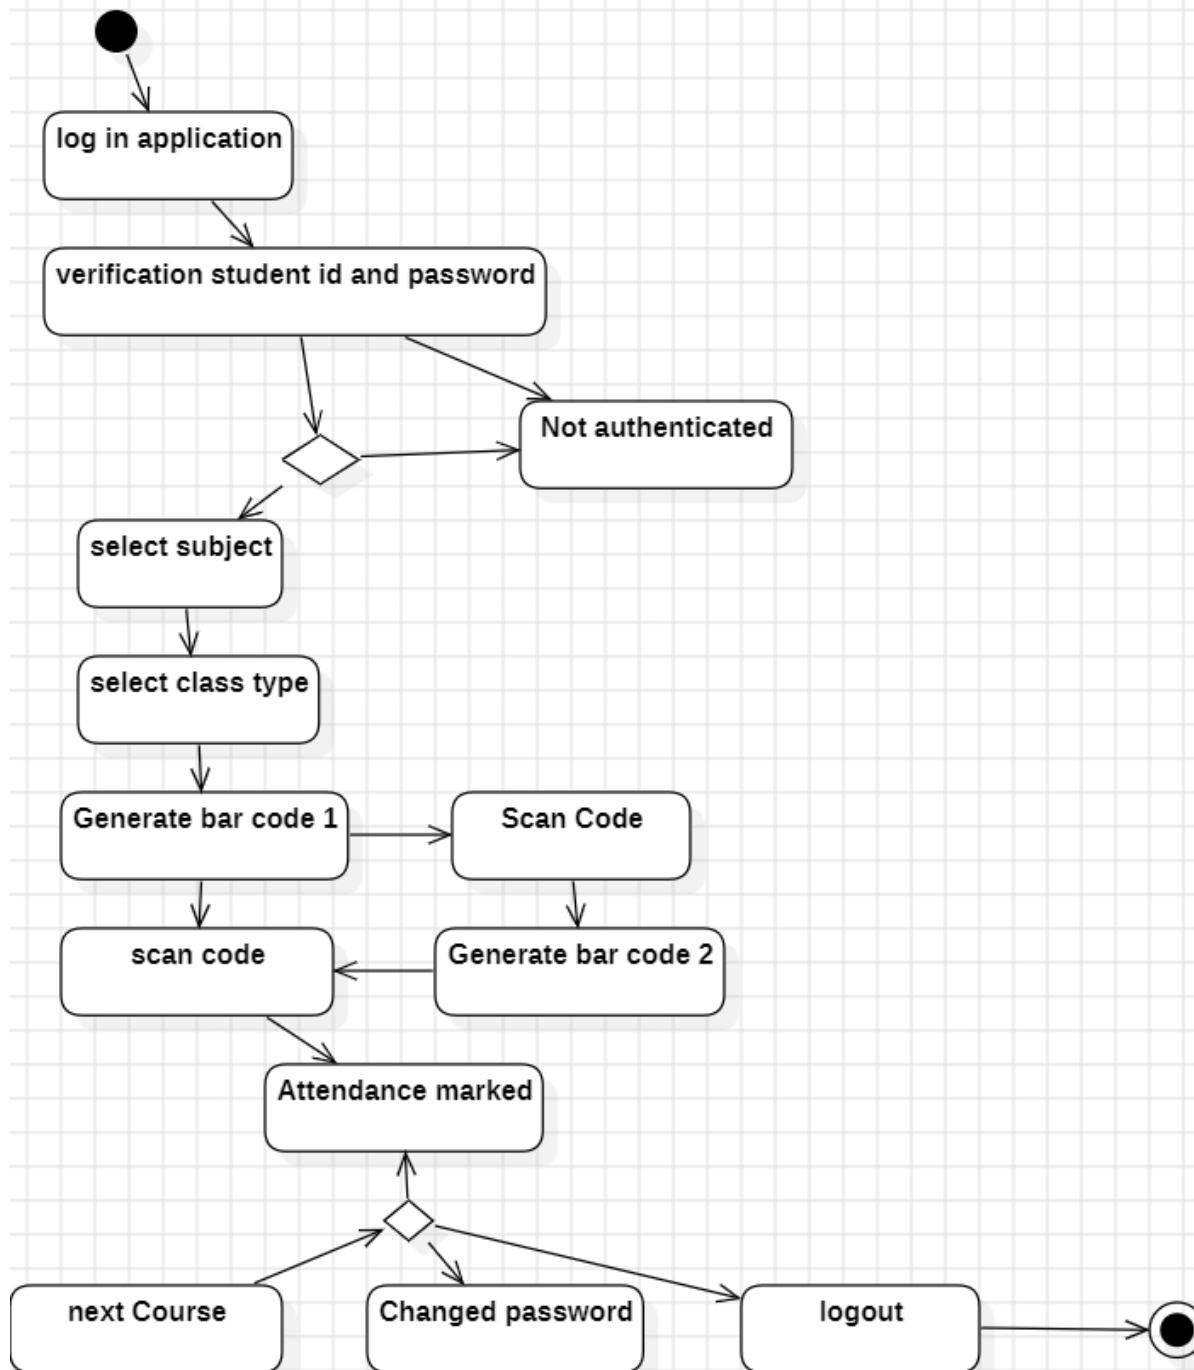 log in application
verification student id and password
Not authenticated
select subject
select class type
Generate bar code 1
Scan Code
scan code
Generate bar code 2
Attendance marked
next Course
Changed password
logout